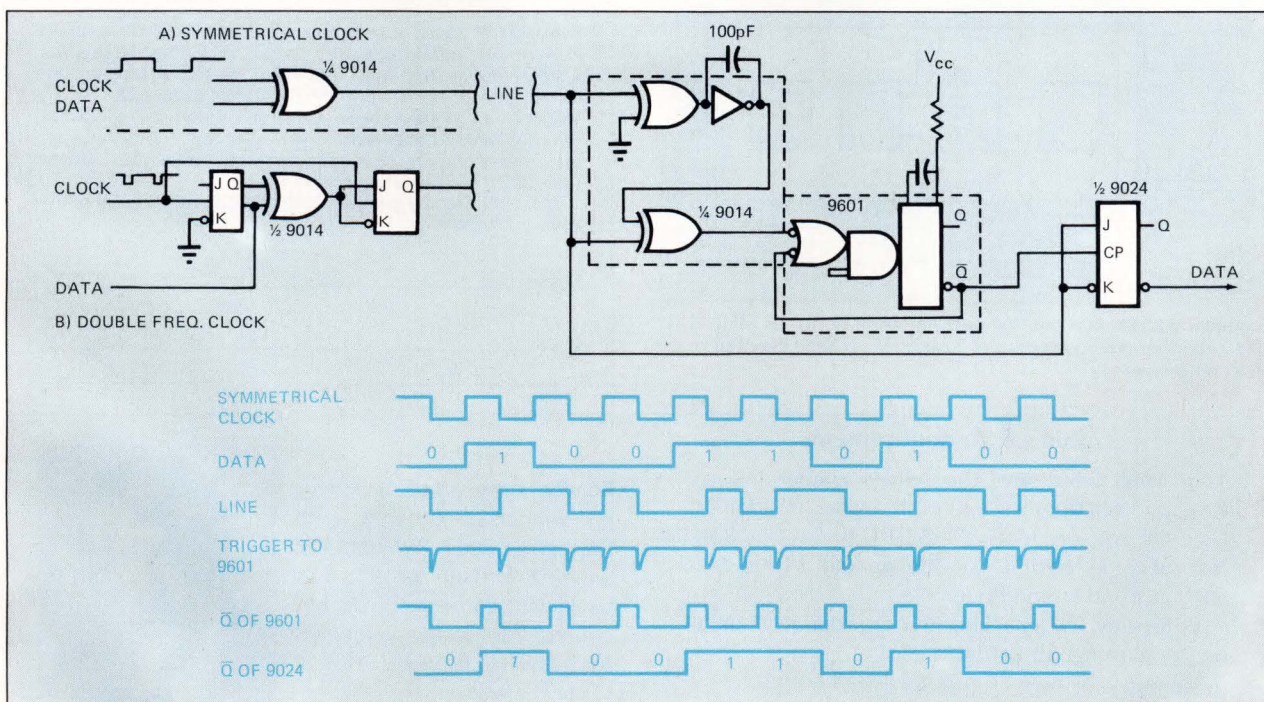 A) SYMMETRICAL CLOCK
CLOCK
DATA
¼ 9014
LINE
100pF
VCC
CLOCK
J Q
K
½ 9014
J Q
K
DATA
B) DOUBLE FREQ. CLOCK
¼ 9014
9601
Q
Q̅
½ 9024
J Q
CP
K
DATA
SYMMETRICAL
CLOCK
DATA 0 1 0 0 1 1 0 1 0 0
LINE
TRIGGER TO
9601
Q̅ OF 9601
Q̅ OF 9024 0 1 0 0 1 1 0 1 0 0